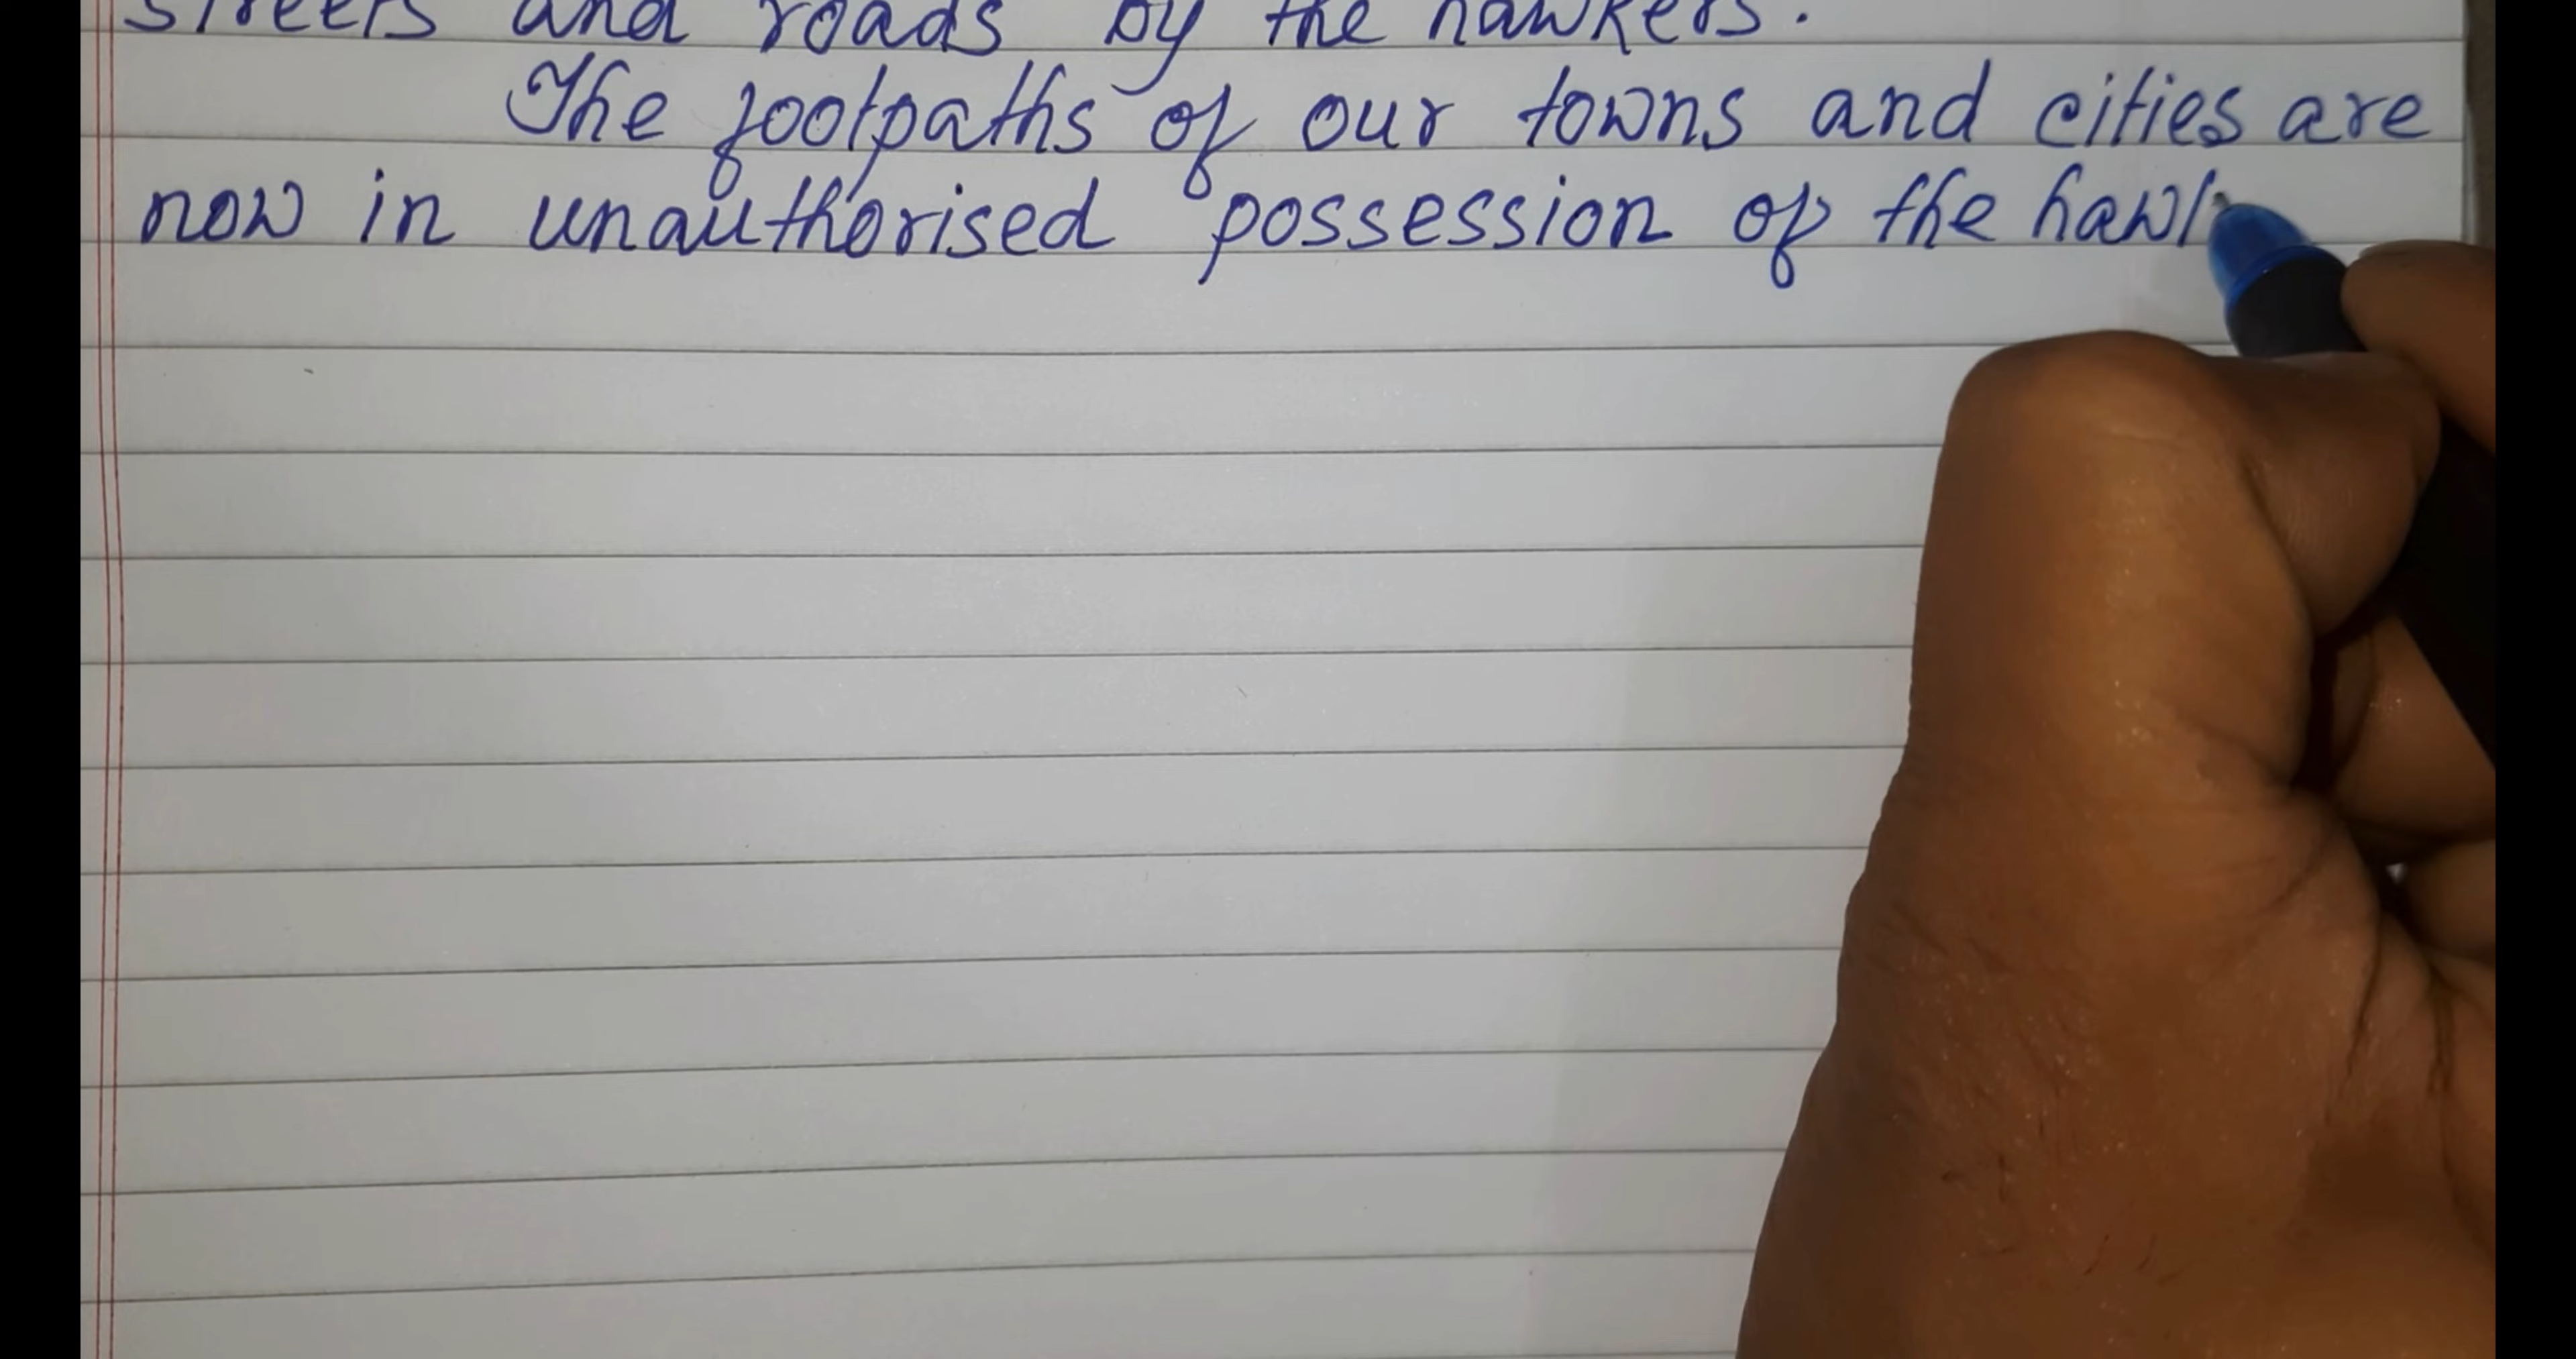 streets and roads by the hawkers.
The footpaths of our towns and cities are
now in unauthorised possession of the